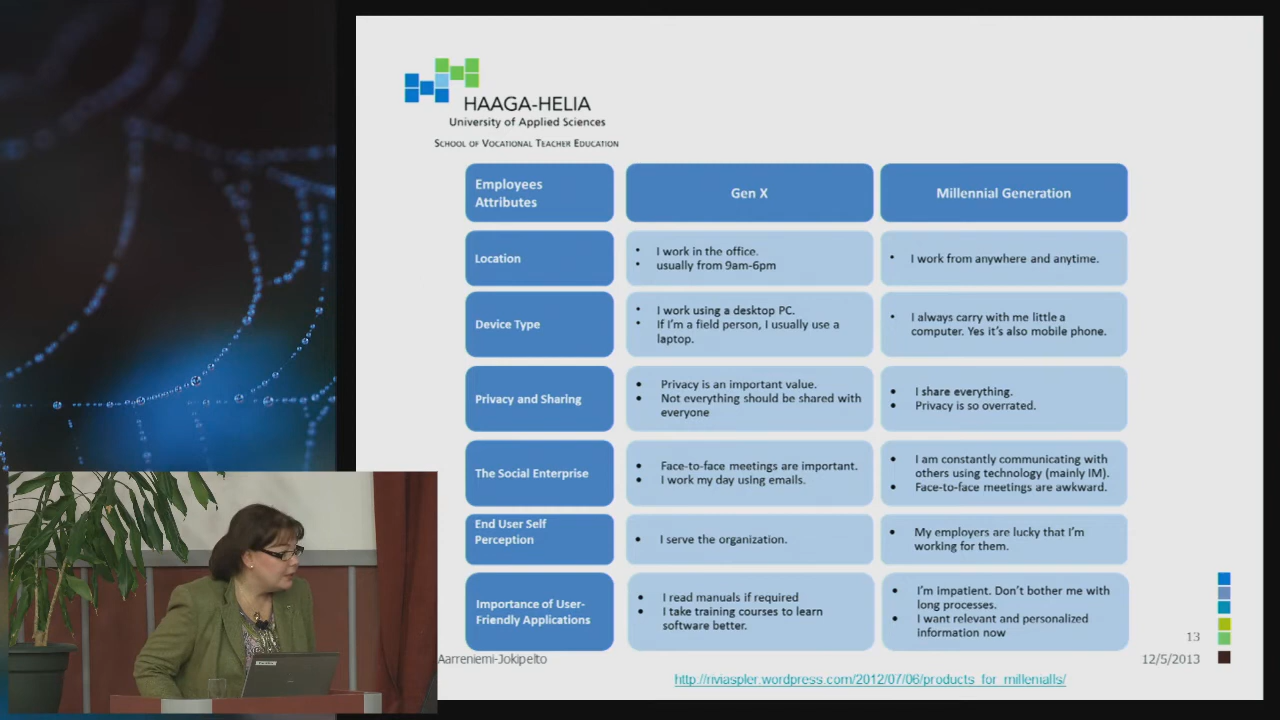 HAAGA-HELIA
University of Applied Sciences
SCHOOL OF VOCATIONAL TEACHER EDUCATION
Employees
Attributes
Gen X
Millennial Generation
Location
• I work in the office.
• usually from 9am-6pm
• I work from anywhere and anytime.
Device Type
• I work using a desktop PC.
• If I'm a field person, I usually use a
laptop.
• I always carry with me little a
computer. Yes it's also mobile phone.
Privacy and Sharing
• Privacy is an important value.
• Not everything should be shared with
everyone
• I share everything.
• Privacy is so overrated.
The Social Enterprise
• Face-to-face meetings are important.
• I work my day using emails.
• I am constantly communicating with
others using technology (mainly IM).
• Face-to-face meetings are awkward.
End User Self
Perception
• I serve the organization.
• My employers are lucky that I'm
working for them.
Importance of User-
Friendly Applications
• I read manuals if required
• I take training courses to learn
software better.
• I'm impatient. Don't bother me with
long processes.
• I want relevant and personalized
information now
13
Aarreniemi-Jokipelto
12/5/2013
http://riviaspler.wordpress.com/2012/07/06/products_for_millenialls/